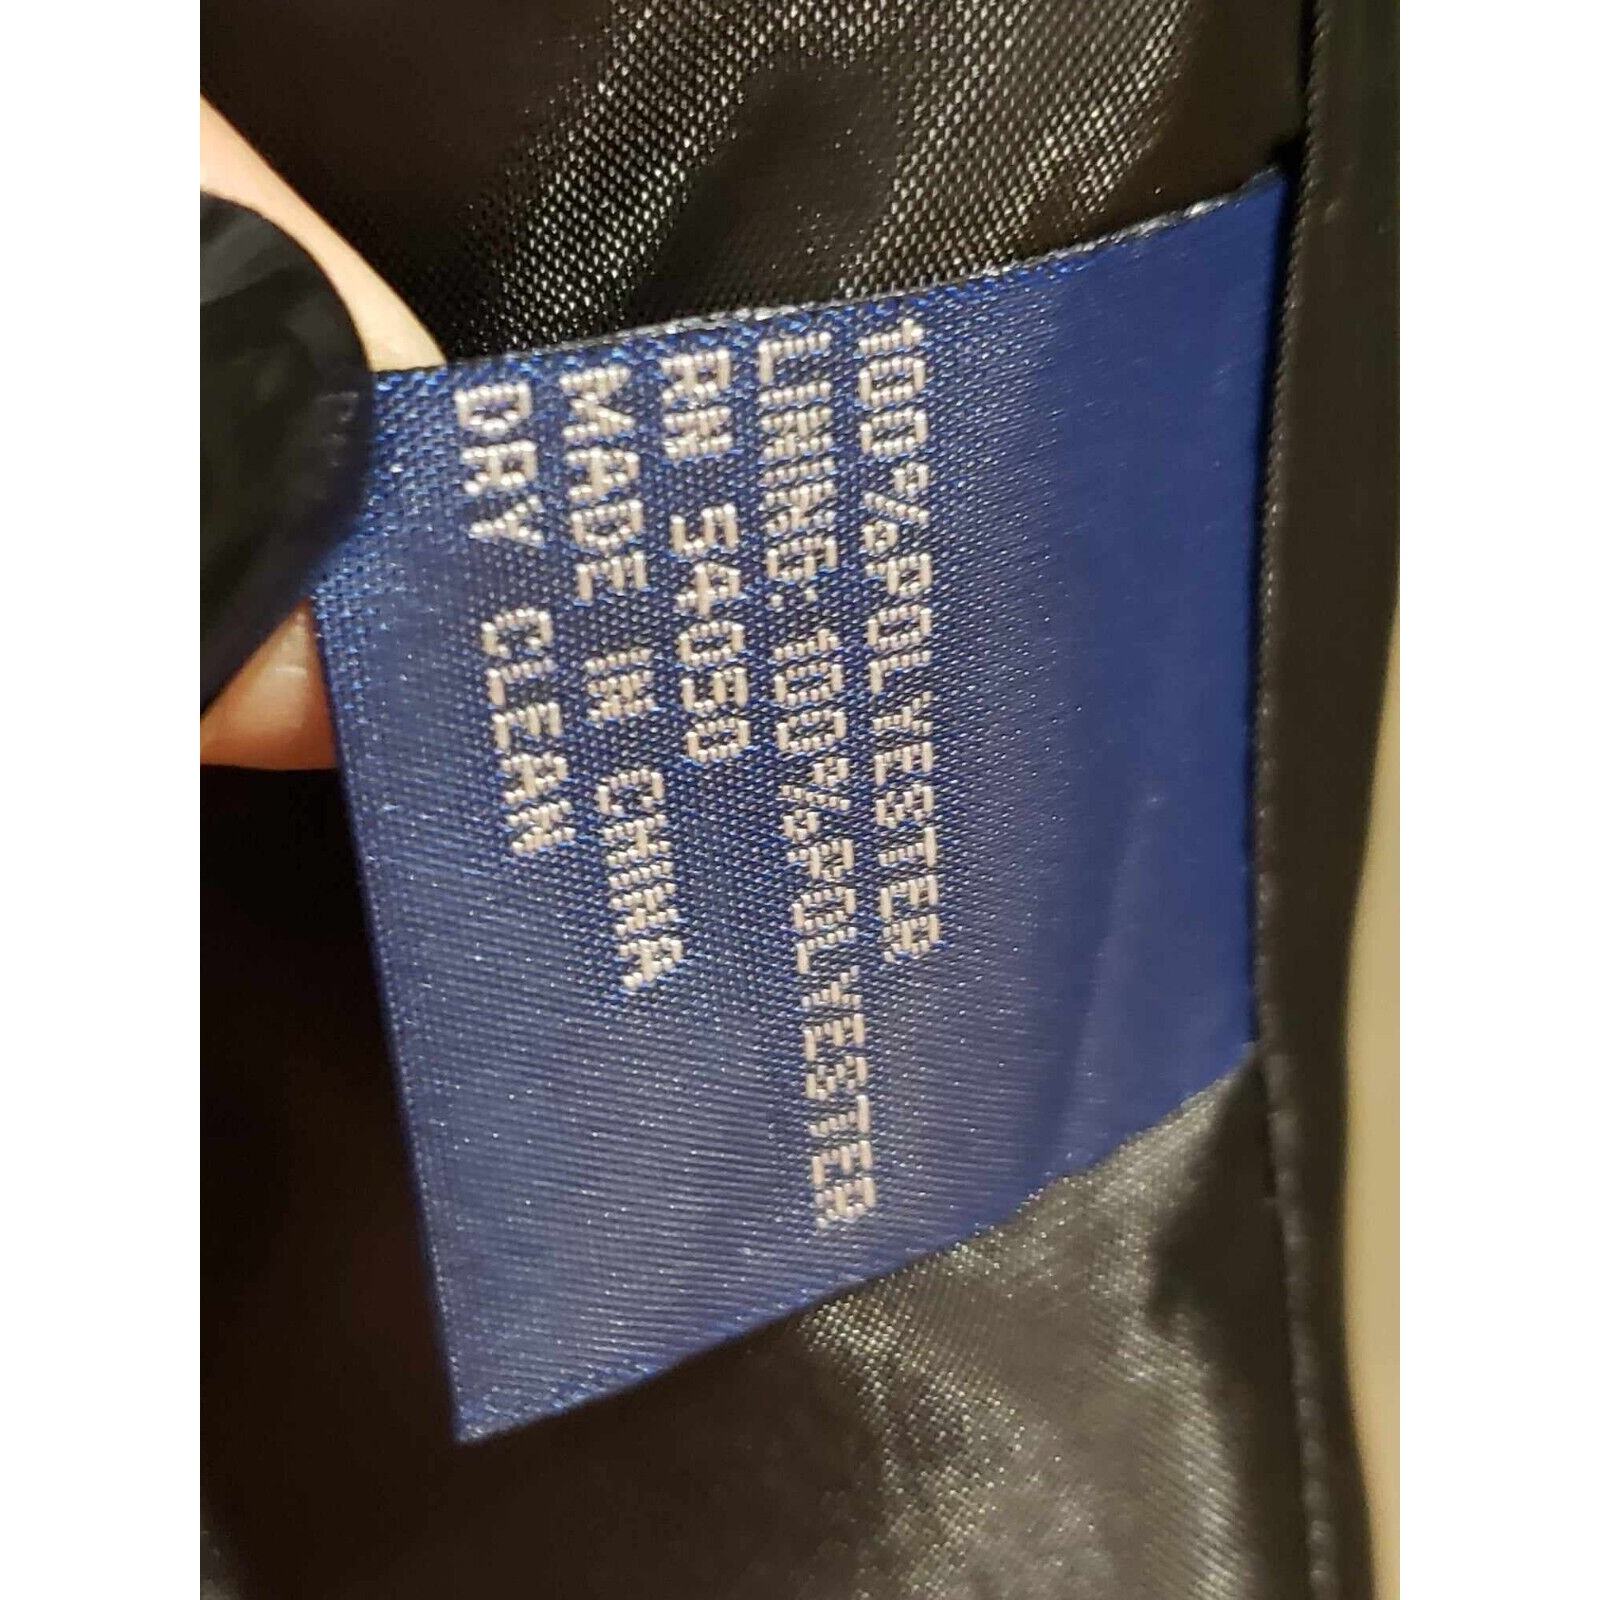 100%POLYESTER
LINING: 100%POLYESTER
RN 54050
MADE IN CHINA
DRY CLEAN